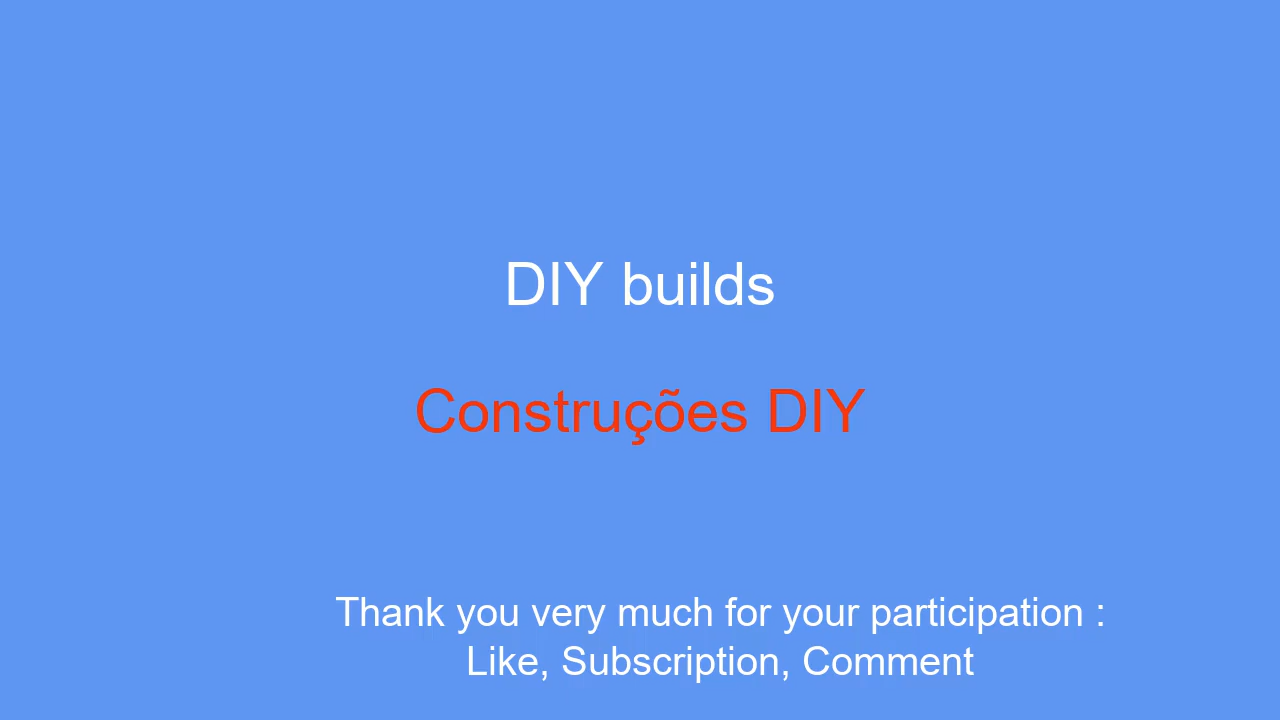 DIY builds
Construções DIY
Thank you very much for your participation :
Like, Subscription, Comment